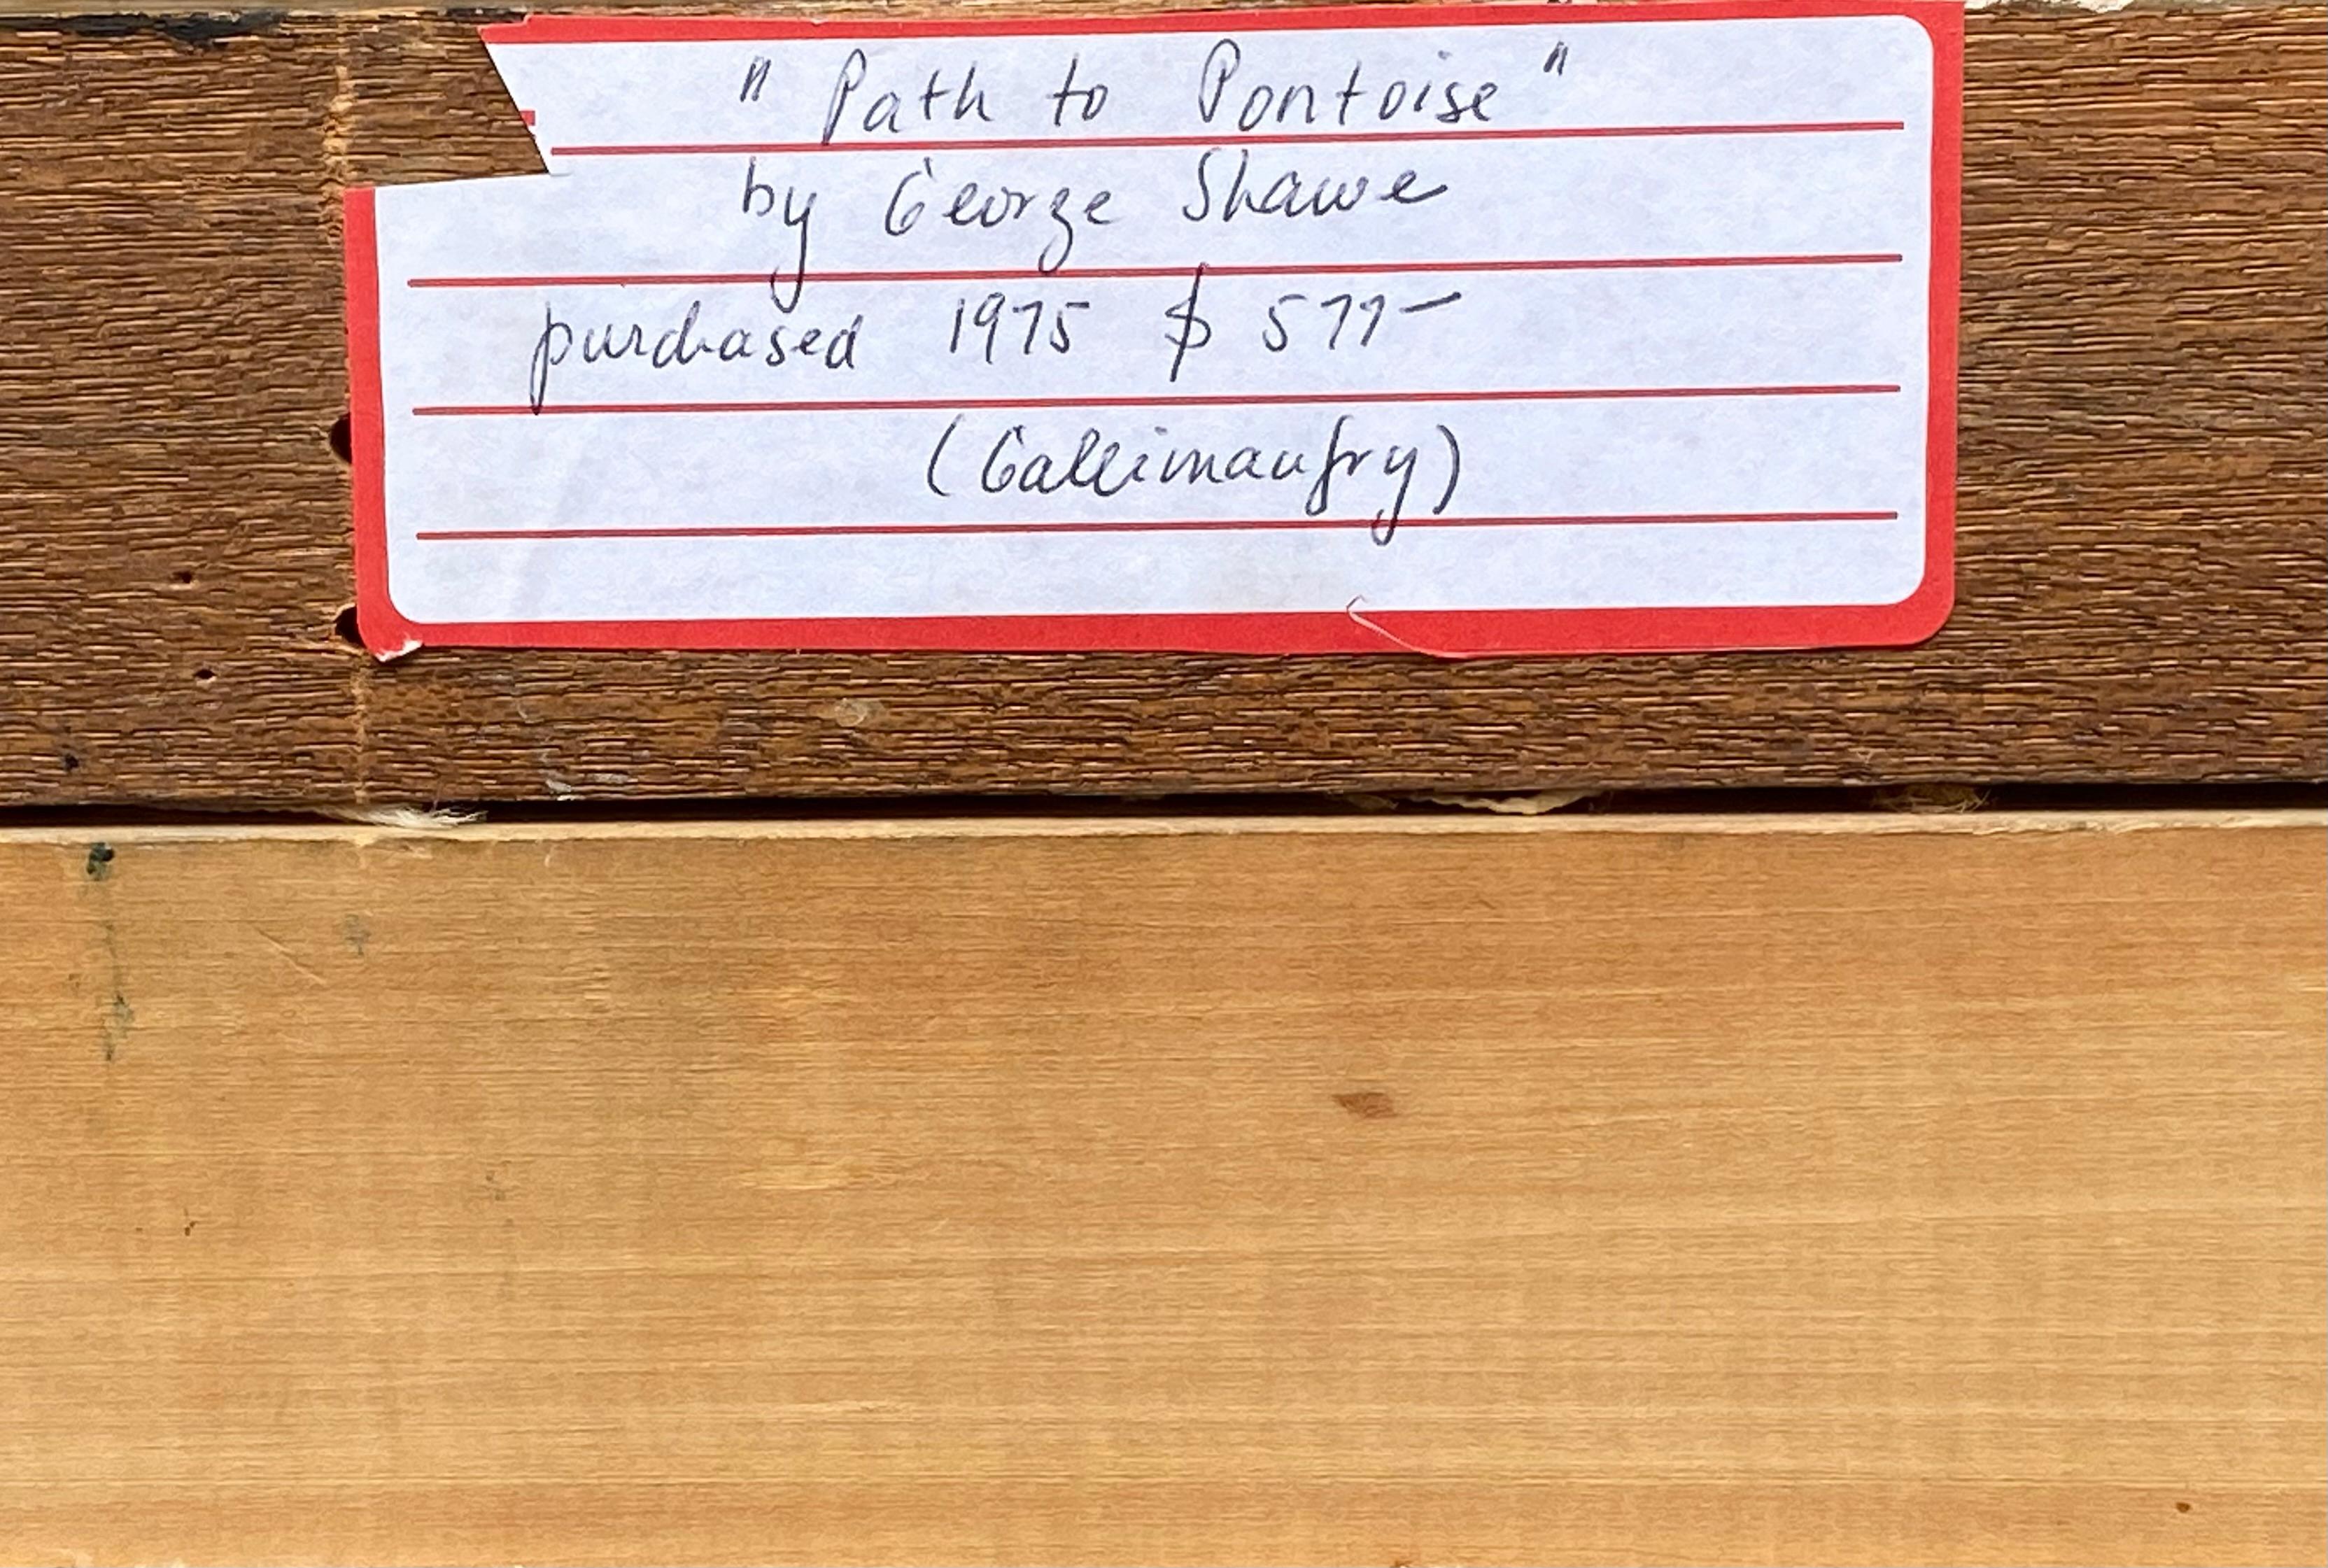 " Path to Pontoise "
by George Shawe
purchased 1975 $ 577-
(Gallimaufry)